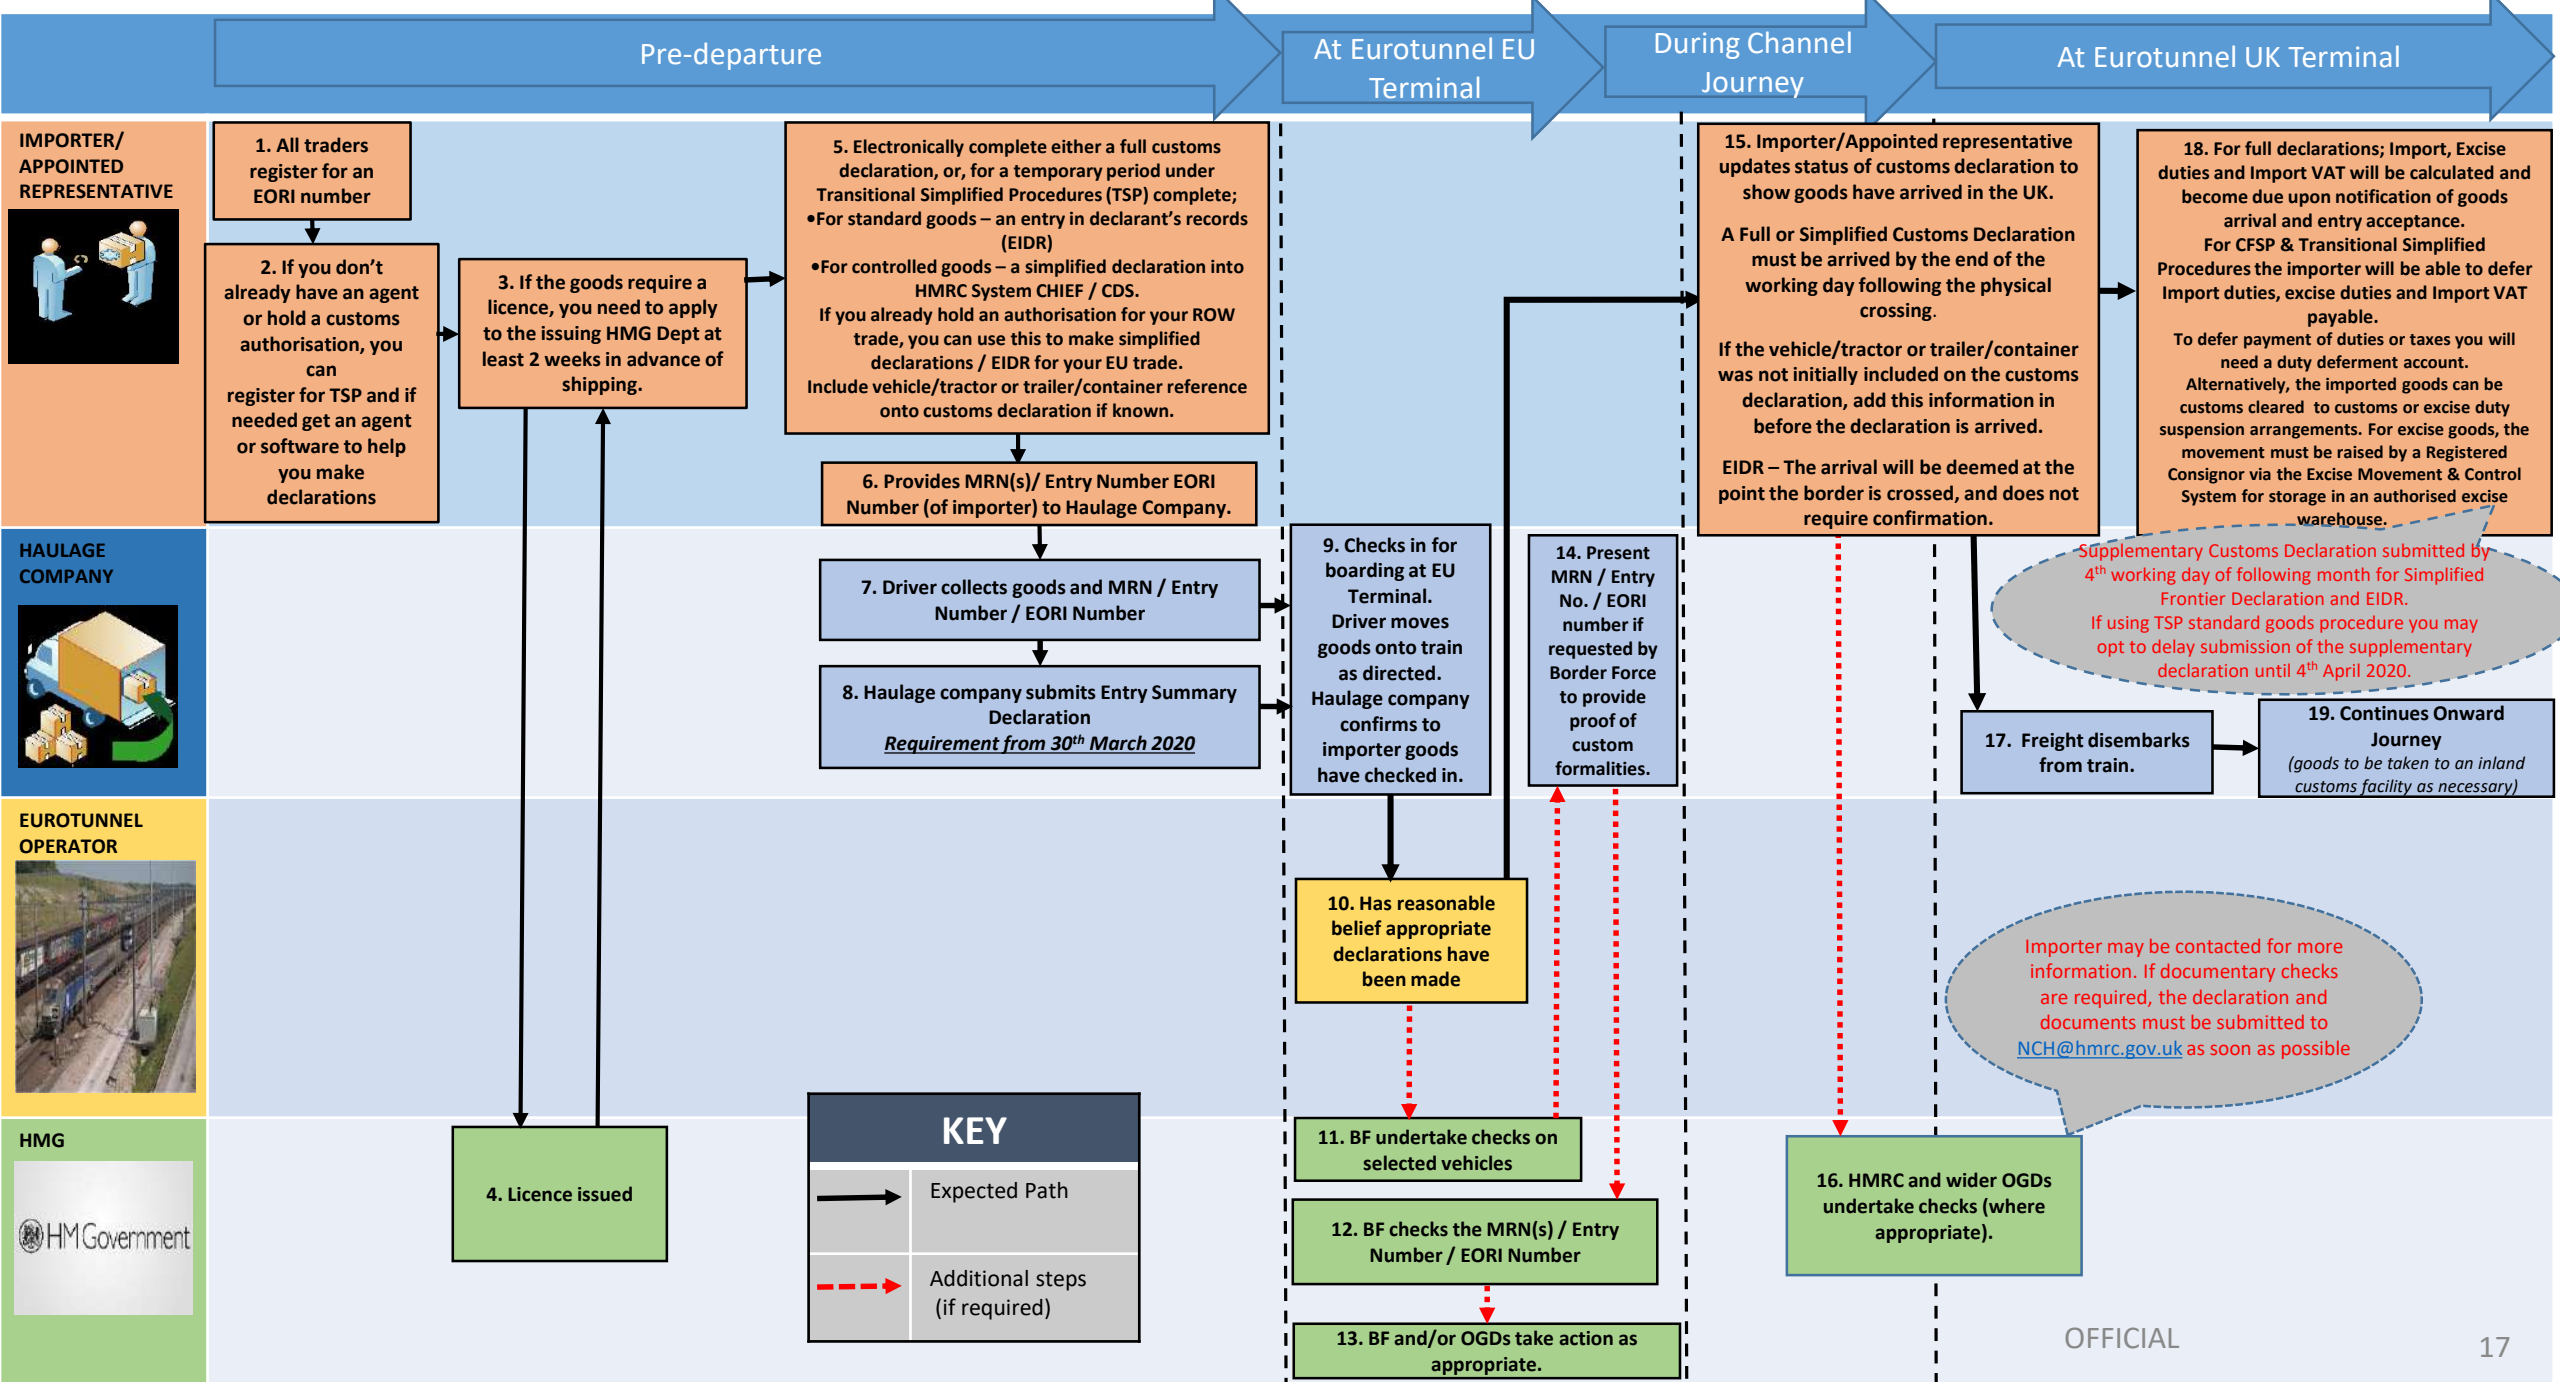 Pre-departure
At Eurotunnel EU
Terminal
During Channel
Journey
At Eurotunnel UK Terminal
IMPORTER/
APPOINTED
REPRESENTATIVE
1. All traders
register for an
EORI number
2. If you don’t
already have an agent
or hold a customs
authorisation, you
can
register for TSP and if
needed get an agent
or software to help
you make
declarations
3. If the goods require a
licence, you need to apply
to the issuing HMG Dept at
least 2 weeks in advance of
shipping.
5. Electronically complete either a full customs
declaration, or, for a temporary period under
Transitional Simplified Procedures (TSP) complete;
•For standard goods – an entry in declarant’s records
(EIDR)
•For controlled goods – a simplified declaration into
HMRC System CHIEF / CDS.
If you already hold an authorisation for your ROW
trade, you can use this to make simplified
declarations / EIDR for your EU trade.
Include vehicle/tractor or trailer/container reference
onto customs declaration if known.
6. Provides MRN(s)/ Entry Number EORI
Number (of importer) to Haulage Company.
15. Importer/Appointed representative
updates status of customs declaration to
show goods have arrived in the UK.
A Full or Simplified Customs Declaration
must be arrived by the end of the
working day following the physical
crossing.
If the vehicle/tractor or trailer/container
was not initially included on the customs
declaration, add this information in
before the declaration is arrived.
EIDR – The arrival will be deemed at the
point the border is crossed, and does not
require confirmation.
18. For full declarations; Import, Excise
duties and Import VAT will be calculated and
become due upon notification of goods
arrival and entry acceptance.
For CFSP & Transitional Simplified
Procedures the importer will be able to defer
Import duties, excise duties and Import VAT
payable.
To defer payment of duties or taxes you will
need a duty deferment account.
Alternatively, the imported goods can be
customs cleared to customs or excise duty
suspension arrangements. For excise goods, the
movement must be raised by a Registered
Consignor via the Excise Movement & Control
System for storage in an authorised excise
warehouse.
HAULAGE
COMPANY
7. Driver collects goods and MRN / Entry
Number / EORI Number
8. Haulage company submits Entry Summary
Declaration
Requirement from 30th March 2020
9. Checks in for
boarding at EU
Terminal.
Driver moves
goods onto train
as directed.
Haulage company
confirms to
importer goods
have checked in.
14. Present
MRN / Entry
No. / EORI
number if
requested by
Border Force
to provide
proof of
custom
formalities.
Supplementary Customs Declaration submitted by
4th working day of following month for Simplified
Frontier Declaration and EIDR.
If using TSP standard goods procedure you may
opt to delay submission of the supplementary
declaration until 4th April 2020.
17. Freight disembarks
from train.
19. Continues Onward
Journey
(goods to be taken to an inland
customs facility as necessary)
EUROTUNNEL
OPERATOR
10. Has reasonable
belief appropriate
declarations have
been made
Importer may be contacted for more
information. If documentary checks
are required, the declaration and
documents must be submitted to
NCH@hmrc.gov.uk as soon as possible
HMG
HM Government
4. Licence issued
KEY
Expected Path
Additional steps
(if required)
11. BF undertake checks on
selected vehicles
12. BF checks the MRN(s) / Entry
Number / EORI Number
13. BF and/or OGDs take action as
appropriate.
16. HMRC and wider OGDs
undertake checks (where
appropriate).
OFFICIAL
17